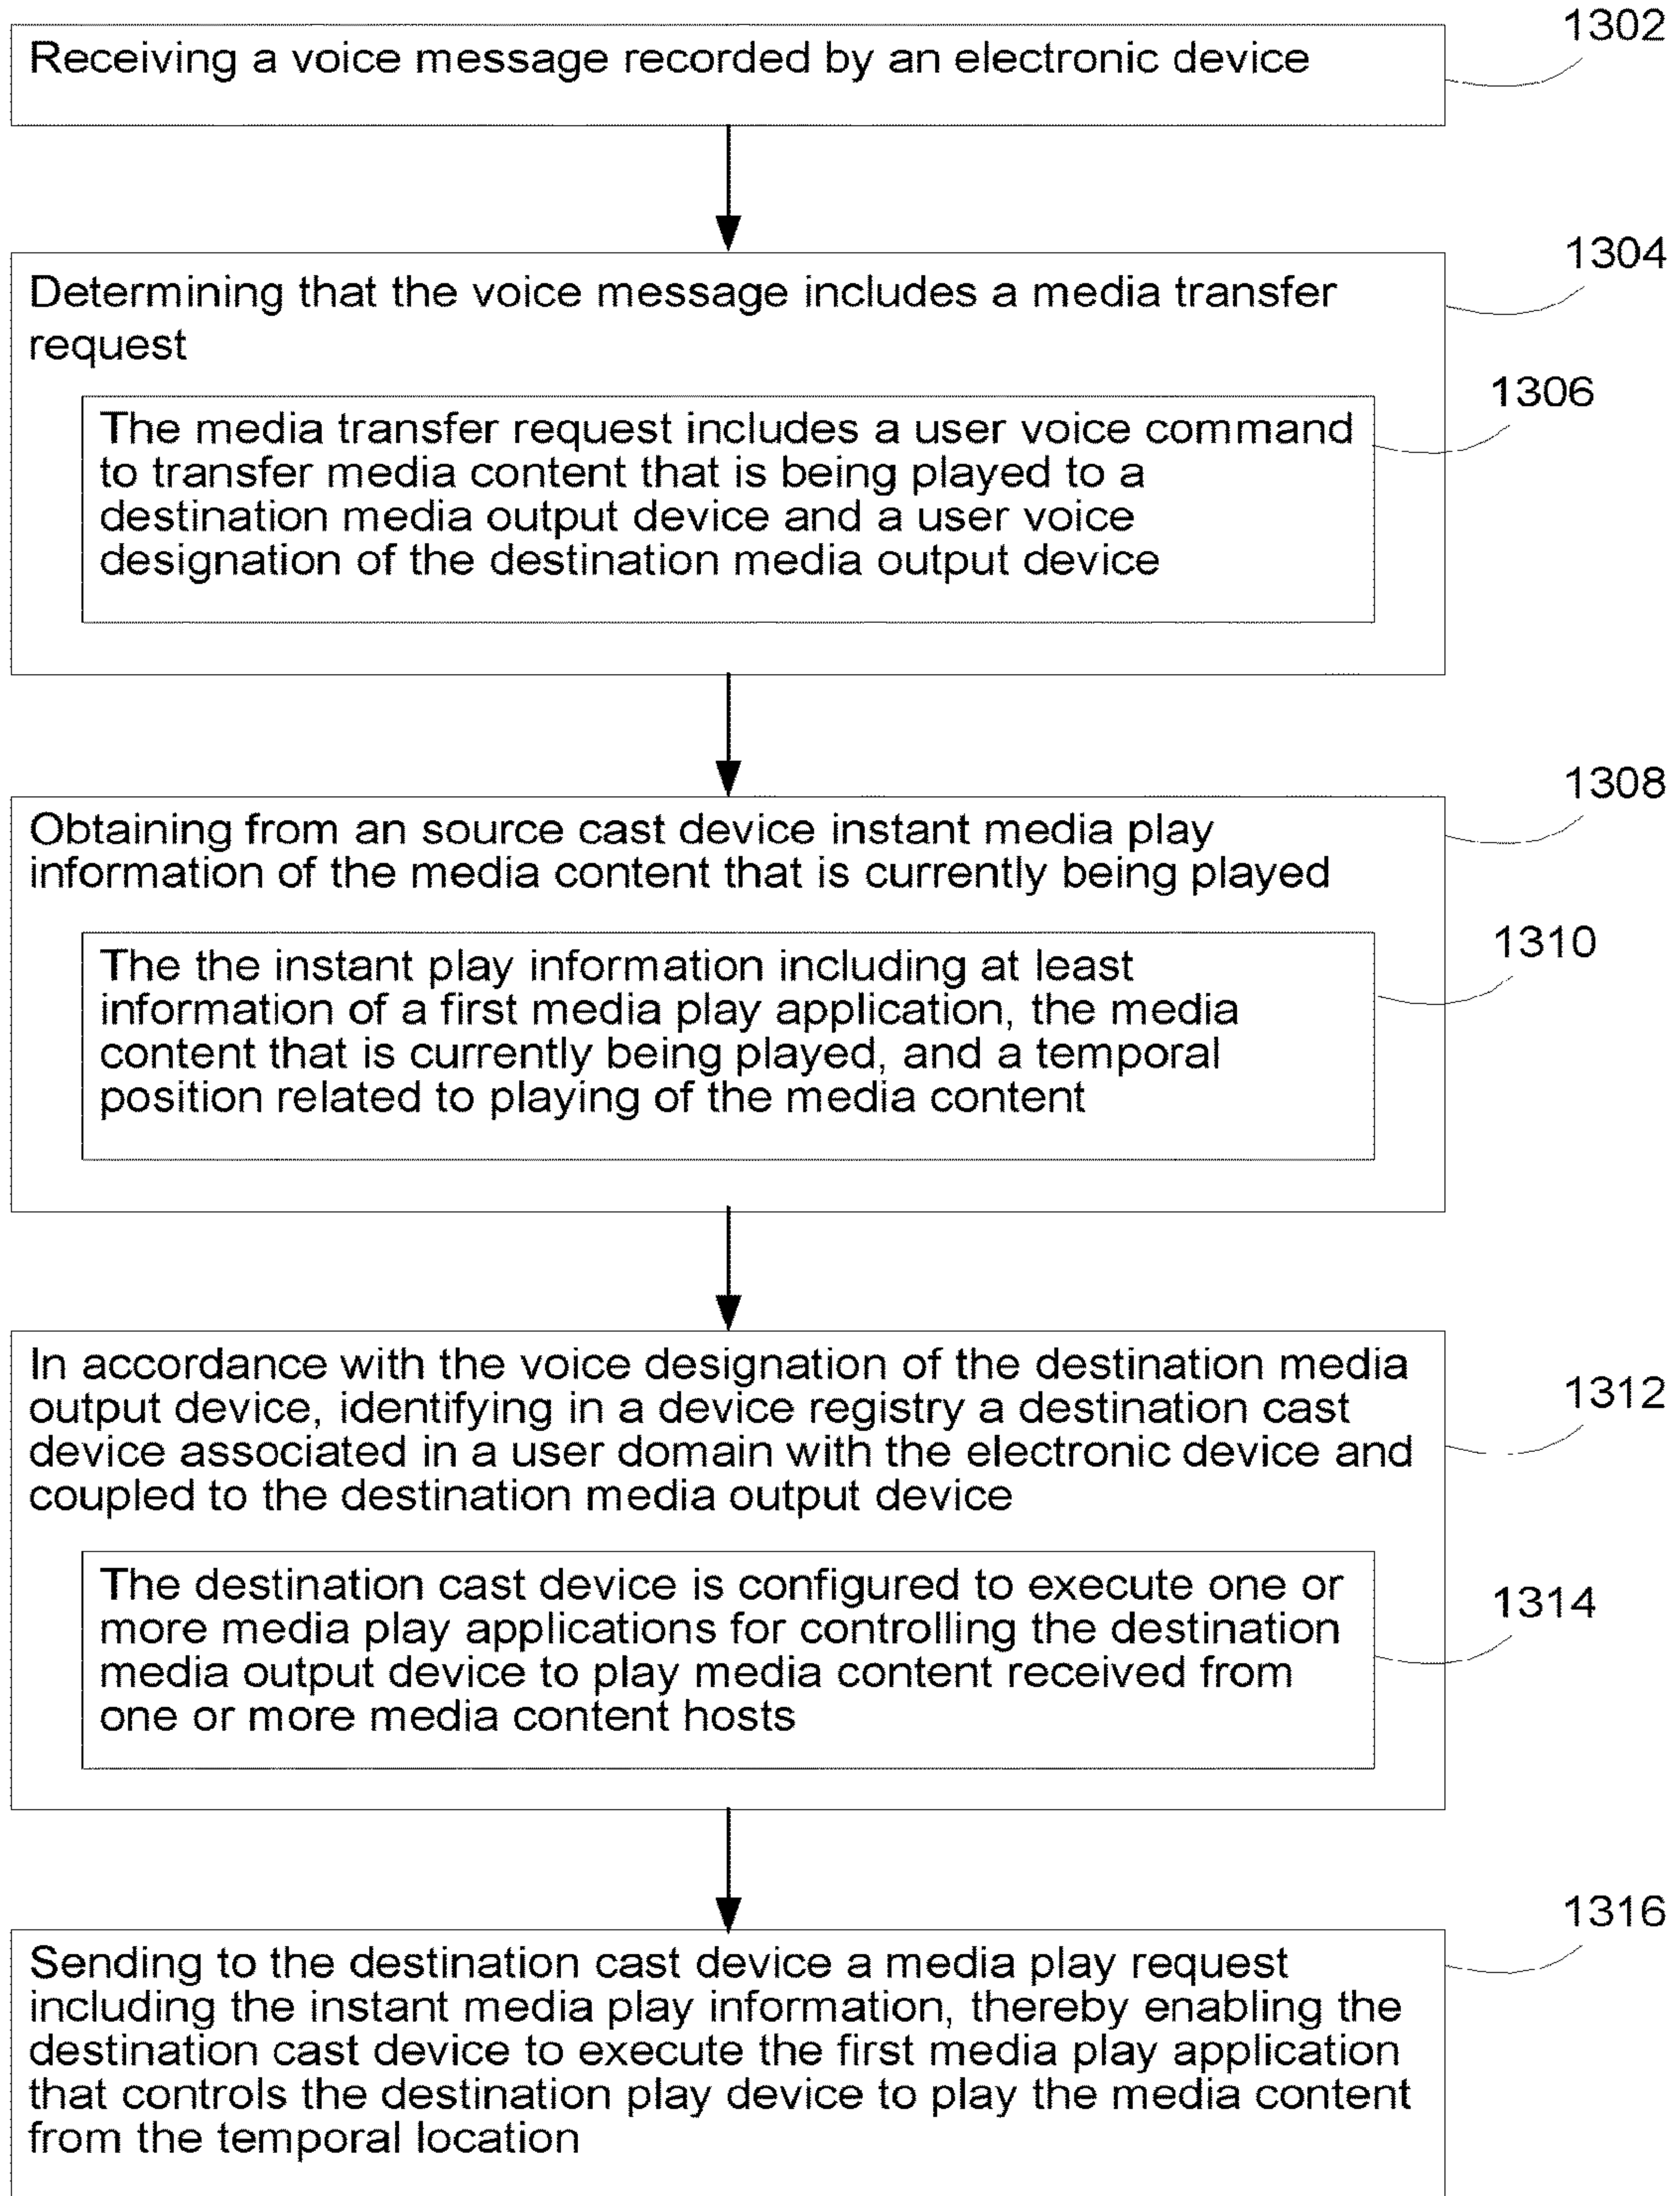 1302
Receiving a voice message recorded by an electronic device
1304
Determining that the voice message includes a media transfer
request
1306
The media transfer request includes a user voice command
to transfer media content that is being played to a
destination media output device and a user voice
designation of the destination media output device
1308
Obtaining from an source cast device instant media play
information of the media content that is currently being played
1310
The the instant play information including at least
information of a first media play application, the media
content that is currently being played, and a temporal
position related to playing of the media content
In accordance with the voice designation of the destination media
output device, identifying in a device registry a destination cast
device associated in a user domain with the electronic device and
coupled to the destination media output device
1312
The destination cast device is configured to execute one or
more media play applications for controlling the destination
media output device to play media content received from
one or more media content hosts
1314
1316
Sending to the destination cast device a media play request
including the instant media play information, thereby enabling the
destination cast device to execute the first media play application
that controls the destination play device to play the media content
from the temporal location